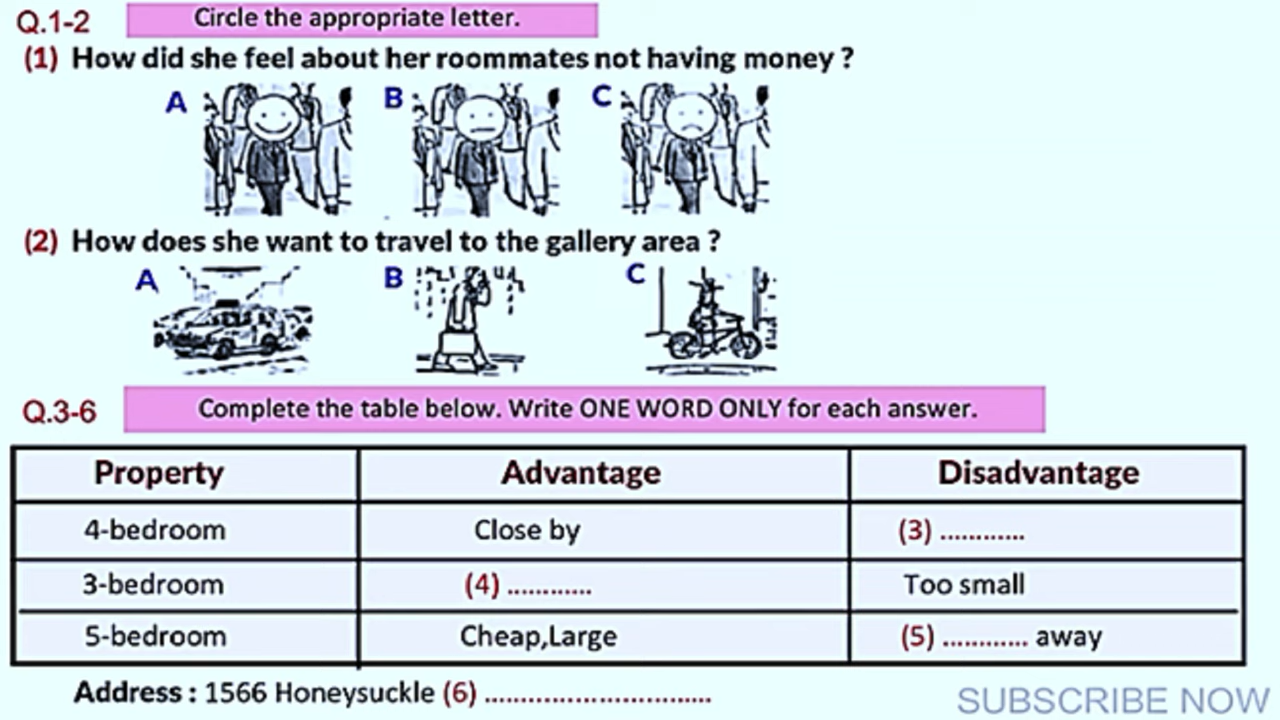 Q.1-2 Circle the appropriate letter.
(1) How did she feel about her roommates not having money ?
A B C
(2) How does she want to travel to the gallery area ?
A B C
Q.3-6 Complete the table below. Write ONE WORD ONLY for each answer.
Property Advantage Disadvantage
4-bedroom Close by (3) ............
3-bedroom (4) ............ Too small
5-bedroom Cheap,Large (5) ............ away
Address : 1566 Honeysuckle (6) ................................
SUBSCRIBE NOW